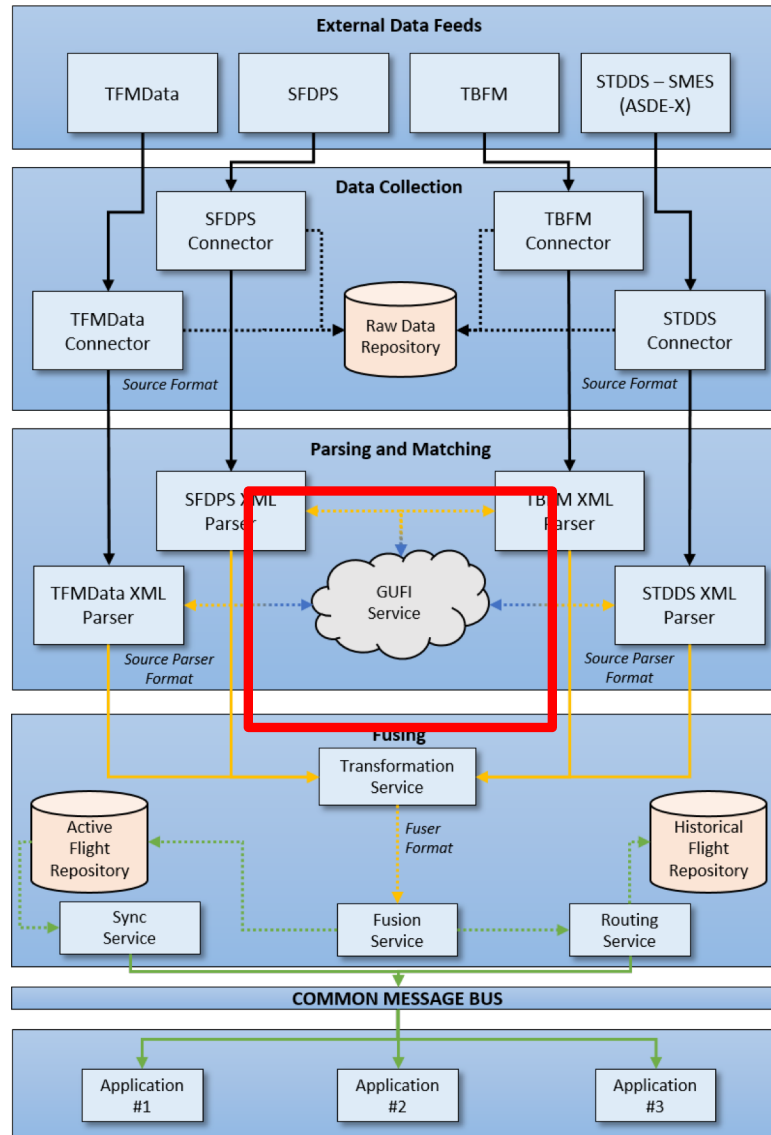 External Data Feeds
TFMData
SFDPS
TBFM
STDDS – SMES
(ASDE-X)
Data Collection
SFDPS
Connector
TBFM
Connector
TFMData
Connector
Raw Data
Repository
STDDS
Connector
Source Format
Source Format
Parsing and Matching
SFDPS XML
Parser
TBFM XML
Parser
GUFI
Service
TFMData XML
Parser
STDDS XML
Parser
Source Parser
Format
Source Parser
Format
Fusing
Transformation
Service
Active
Flight
Repository
Fuser
Format
Historical
Flight
Repository
Sync
Service
Fusion
Service
Routing
Service
COMMON MESSAGE BUS
Application
#1
Application
#2
Application
#3